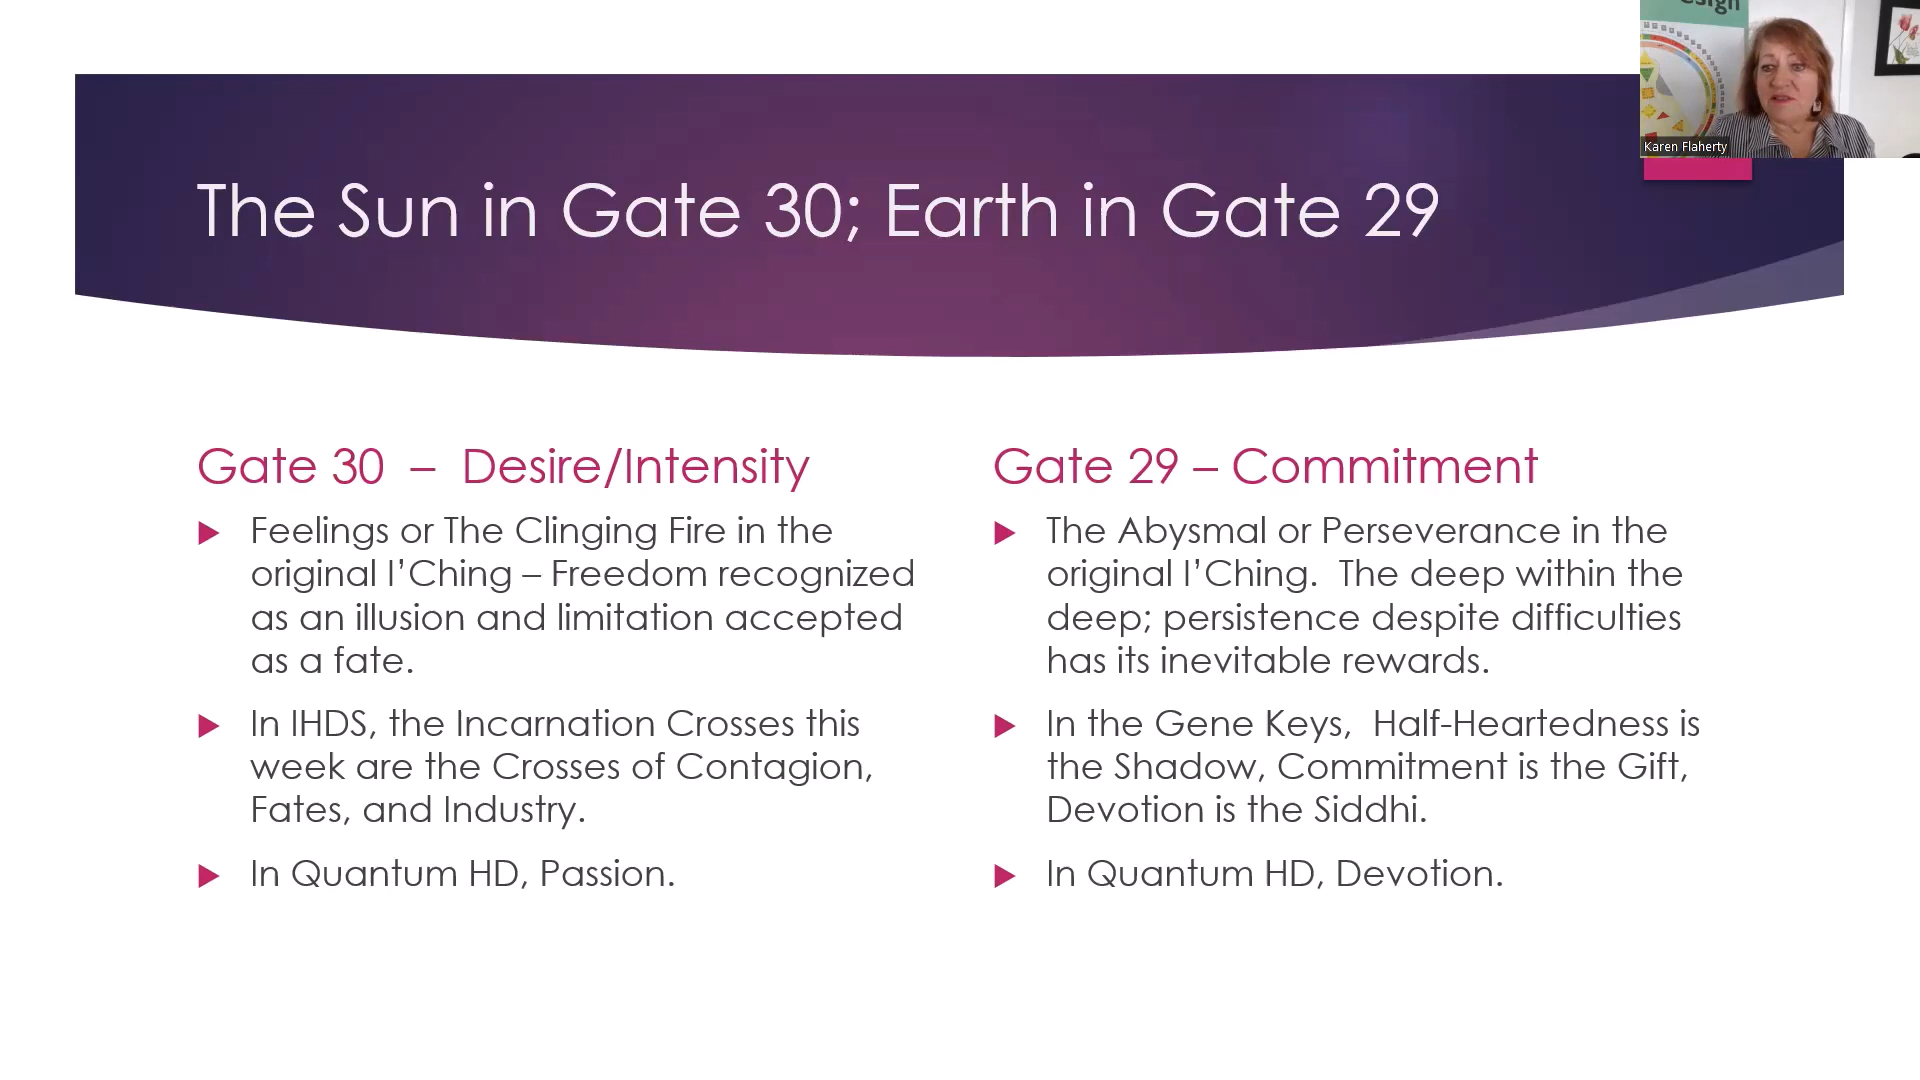 esign
Karen Flaherty
The Sun in Gate 30; Earth in Gate 29
Gate 30 – Desire/Intensity
Feelings or The Clinging Fire in the
original I’Ching – Freedom recognized
as an illusion and limitation accepted
as a fate.
In IHDS, the Incarnation Crosses this
week are the Crosses of Contagion,
Fates, and Industry.
In Quantum HD, Passion.
Gate 29 – Commitment
The Abysmal or Perseverance in the
original I’Ching. The deep within the
deep; persistence despite difficulties
has its inevitable rewards.
In the Gene Keys, Half-Heartedness is
the Shadow, Commitment is the Gift,
Devotion is the Siddhi.
In Quantum HD, Devotion.